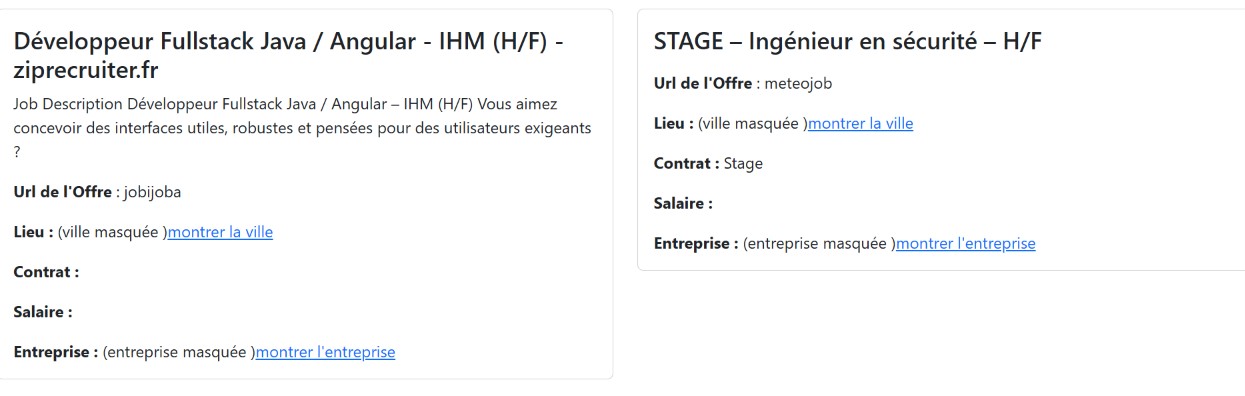 Développeur Fullstack Java / Angular - IHM (H/F) -
ziprecruiter.fr
Job Description Développeur Fullstack Java / Angular – IHM (H/F) Vous aimez
concevoir des interfaces utiles, robustes et pensées pour des utilisateurs exigeants
?
Url de l'Offre : jobijoba
Lieu : (ville masquée )montrer la ville
Contrat :
Salaire :
Entreprise : (entreprise masquée )montrer l'entreprise
STAGE – Ingénieur en sécurité – H/F
Url de l'Offre : meteojob
Lieu : (ville masquée )montrer la ville
Contrat : Stage
Salaire :
Entreprise : (entreprise masquée )montrer l'entreprise